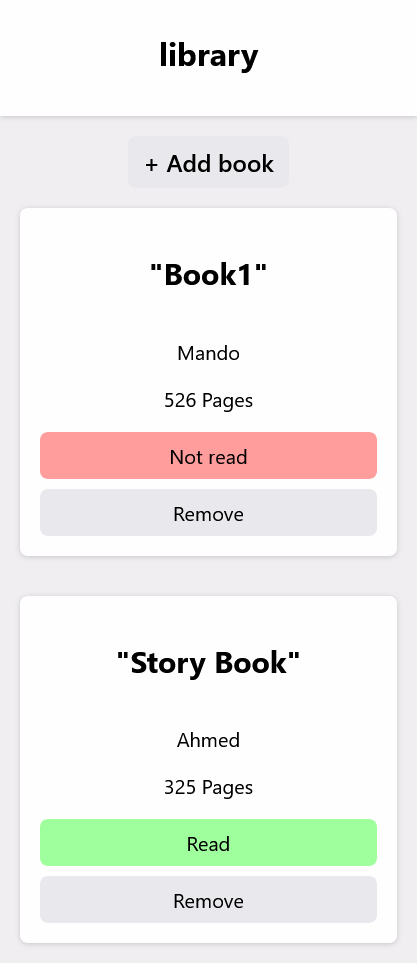 library
+ Add book
"Book1"
Mando
526 Pages
Not read
Remove
"Story Book"
Ahmed
325 Pages
Read
Remove